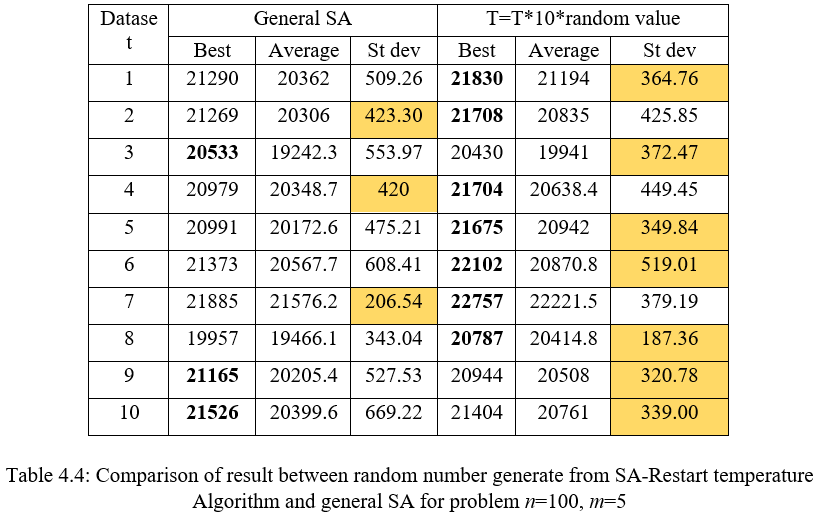 Datase
t
General SA
T=T*10*random value
Best Average St dev Best Average St dev
1 21290 20362 509.26 21830 21194 364.76
2 21269 20306 423.30 21708 20835 425.85
3 20533 19242.3 553.97 20430 19941 372.47
4 20979 20348.7 420 21704 20638.4 449.45
5 20991 20172.6 475.21 21675 20942 349.84
6 21373 20567.7 608.41 22102 20870.8 519.01
7 21885 21576.2 206.54 22757 22221.5 379.19
8 19957 19466.1 343.04 20787 20414.8 187.36
9 21165 20205.4 527.53 20944 20508 320.78
10 21526 20399.6 669.22 21404 20761 339.00
Table 4.4: Comparison of result between random number generate from SA-Restart temperature
Algorithm and general SA for problem n=100, m=5